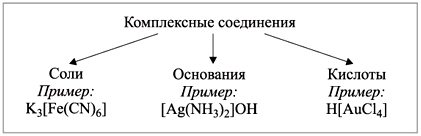 Комплексные соединения
Соли Основания Кислоты
Пример: Пример: Пример:
K₃[Fe(CN)₆] [Ag(NH₃)₂]OH H[AuCl₄]